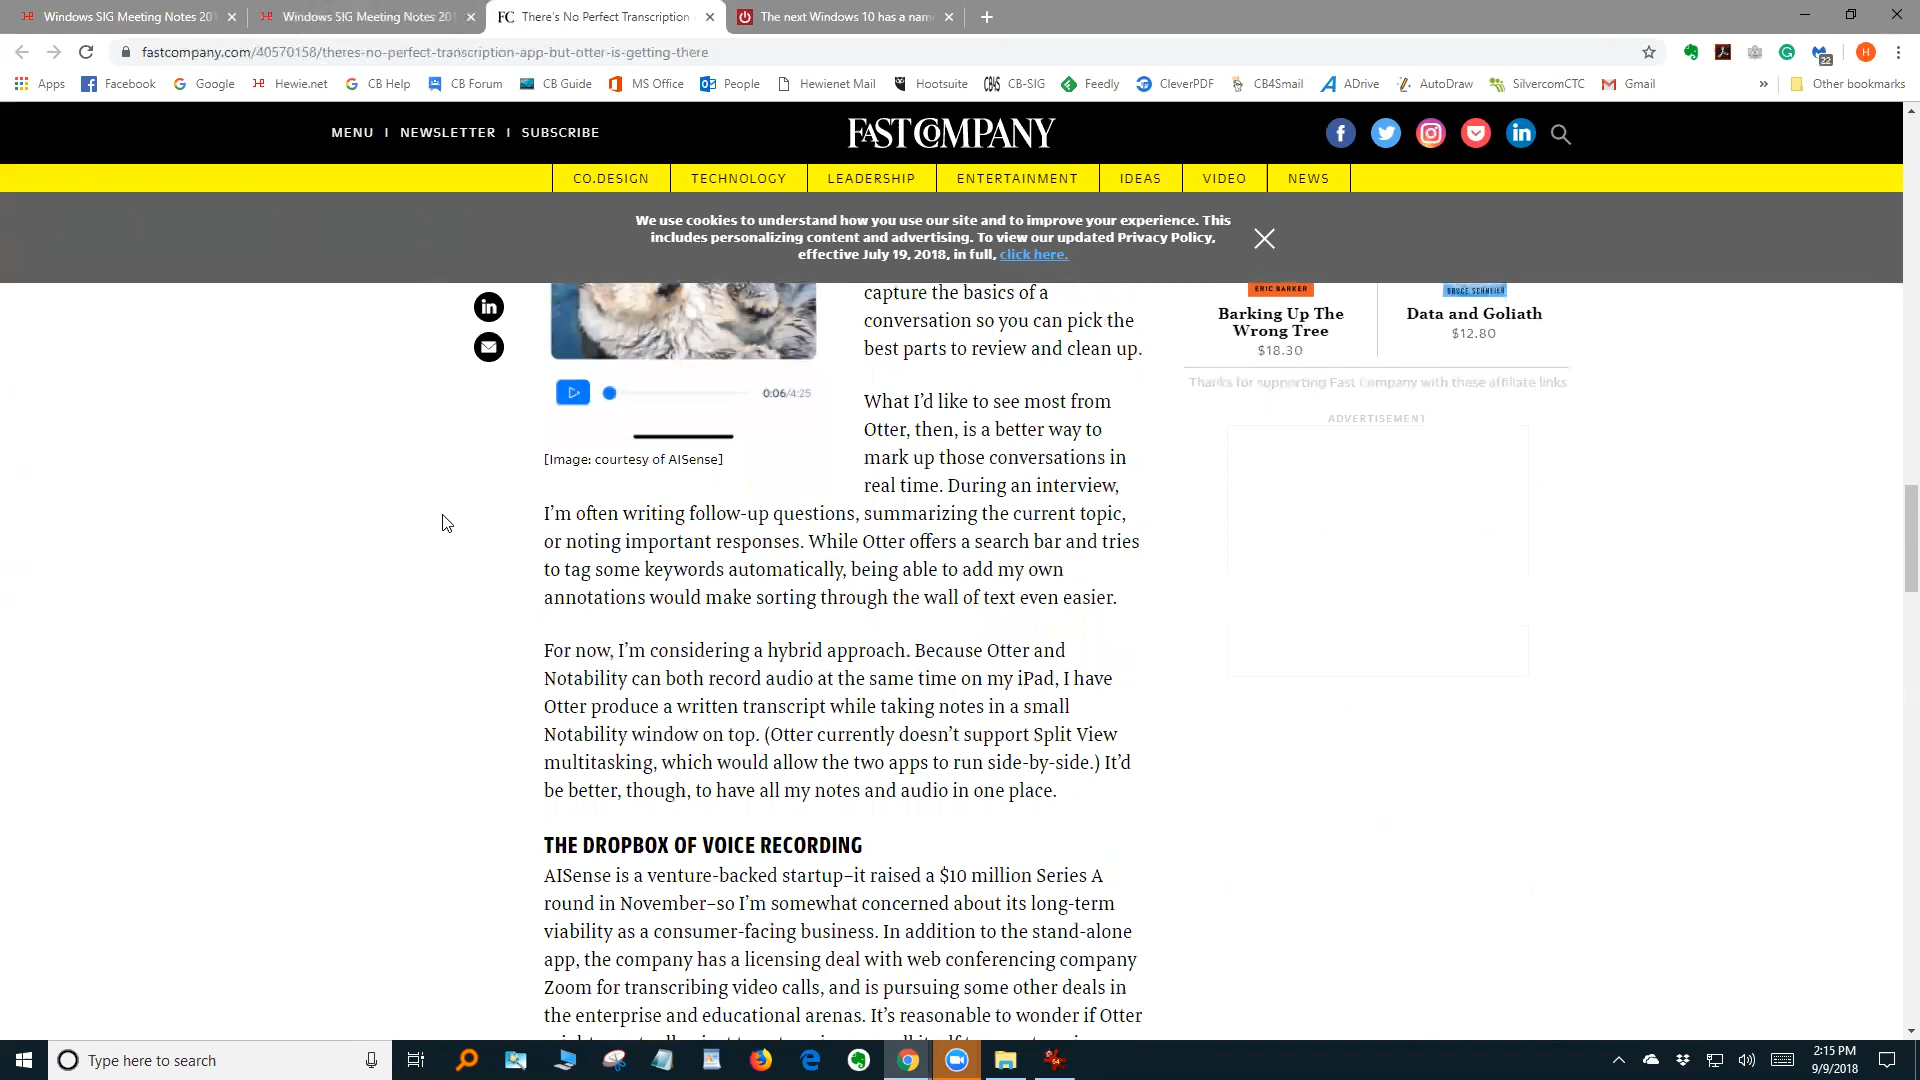 Windows SIG Meeting Notes 201
Windows SIG Meeting Notes 201
FC There's No Perfect Transcription
The next Windows 10 has a nam
fastcompany.com/40570158/theres-no-perfect-transcription-app-but-otter-is-getting-there
22
H
Apps
Facebook
Google
Hewie.net
CB Help
CB Forum
CB Guide
MS Office
People
Hewienet Mail
Hootsuite
CB-SIG
Feedly
CleverPDF
CB4Smail
ADrive
AutoDraw
SilvercomCTC
Gmail
»
Other bookmarks
MENU | NEWSLETTER | SUBSCRIBE
FAST COMPANY
CO.DESIGN
TECHNOLOGY
LEADERSHIP
ENTERTAINMENT
IDEAS
VIDEO
NEWS
We use cookies to understand how you use our site and to improve your experience. This
includes personalizing content and advertising. To view our updated Privacy Policy,
effective July 19, 2018, in full, click here.
capture the basics of a
conversation so you can pick the
best parts to review and clean up.
0:06/4:25
[Image: courtesy of AISense]
What I'd like to see most from
Otter, then, is a better way to
mark up those conversations in
real time. During an interview,
I'm often writing follow-up questions, summarizing the current topic,
or noting important responses. While Otter offers a search bar and tries
to tag some keywords automatically, being able to add my own
annotations would make sorting through the wall of text even easier.
For now, I'm considering a hybrid approach. Because Otter and
Notability can both record audio at the same time on my iPad, I have
Otter produce a written transcript while taking notes in a small
Notability window on top. (Otter currently doesn't support Split View
multitasking, which would allow the two apps to run side-by-side.) It'd
be better, though, to have all my notes and audio in one place.
THE DROPBOX OF VOICE RECORDING
AISense is a venture-backed startup–it raised a $10 million Series A
round in November–so I'm somewhat concerned about its long-term
viability as a consumer-facing business. In addition to the stand-alone
app, the company has a licensing deal with web conferencing company
Zoom for transcribing video calls, and is pursuing some other deals in
the enterprise and educational arenas. It's reasonable to wonder if Otter
ERIC BARKER
Barking Up The
Wrong Tree
$18.30
BRUCE SCHNEIER
Data and Goliath
$12.80
Thanks for supporting Fast Company with these affiliate links
ADVERTISEMENT
Type here to search
2:15 PM
9/9/2018